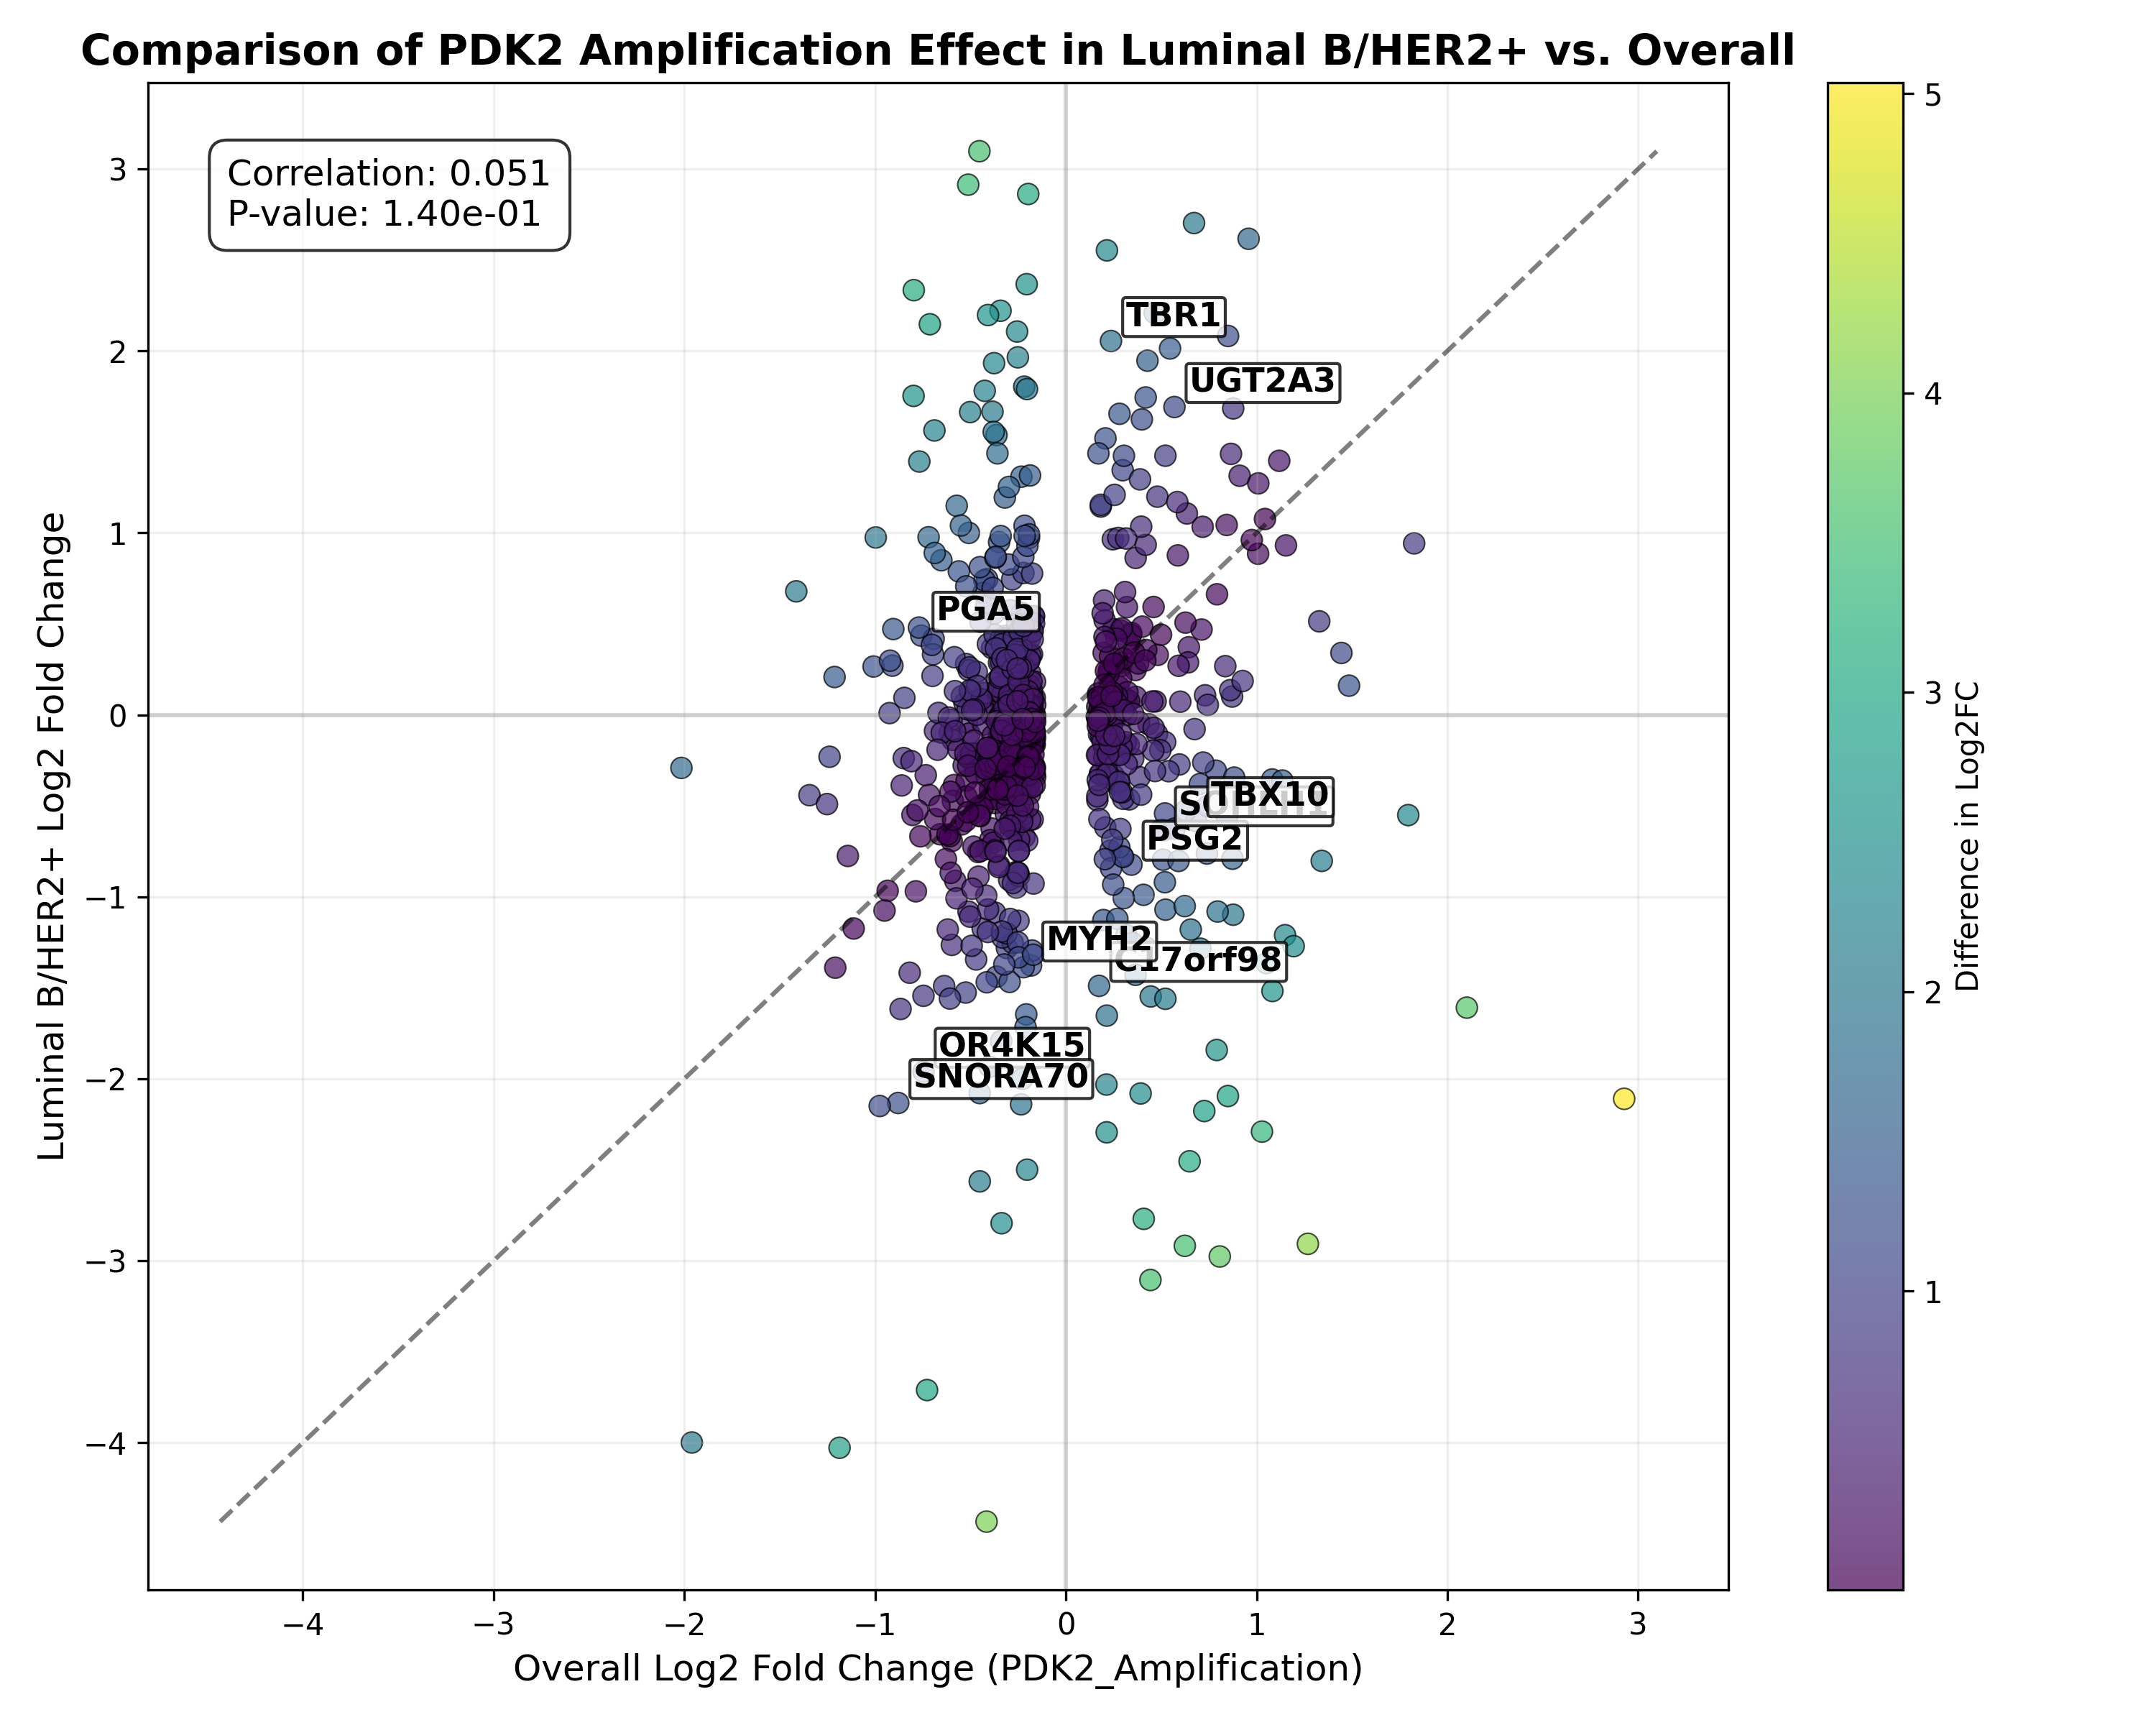 Comparison of PDK2 Amplification Effect in Luminal B/HER2+ vs. Overall
Correlation: 0.051
P-value: 1.40e-01
Luminal B/HER2+ Log2 Fold Change
3
2
1
0
−1
−2
−3
−4
TBR1
UGT2A3
PGA5
TBX10
PSG2
MYH2
C17orf98
OR4K15
SNORA70
−4
−3
−2
−1
0
1
2
3
Overall Log2 Fold Change (PDK2_Amplification)
5
4
3
2
1
Difference in Log2FC